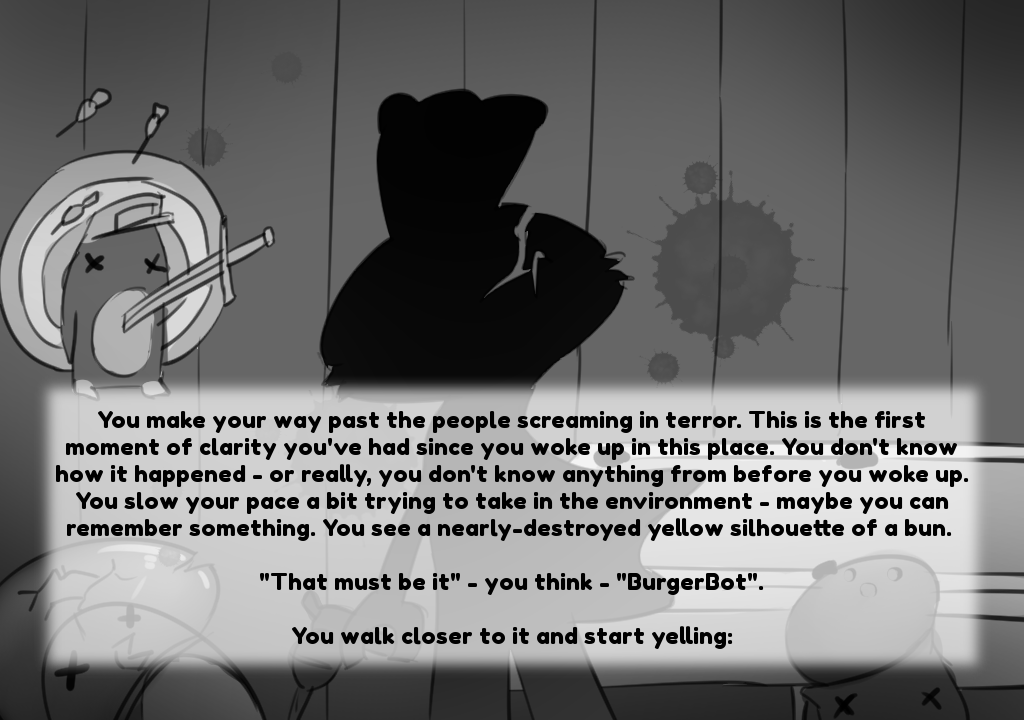 You make your way past the people screaming in terror. This is the first
moment of clarity you've had since you woke up in this place. You don't know
how it happened - or really, you don't know anything from before you woke up.
You slow your pace a bit trying to take in the environment - maybe you can
remember something. You see a nearly-destroyed yellow silhouette of a bun.
"That must be it" - you think - "BurgerBot".
You walk closer to it and start yelling: